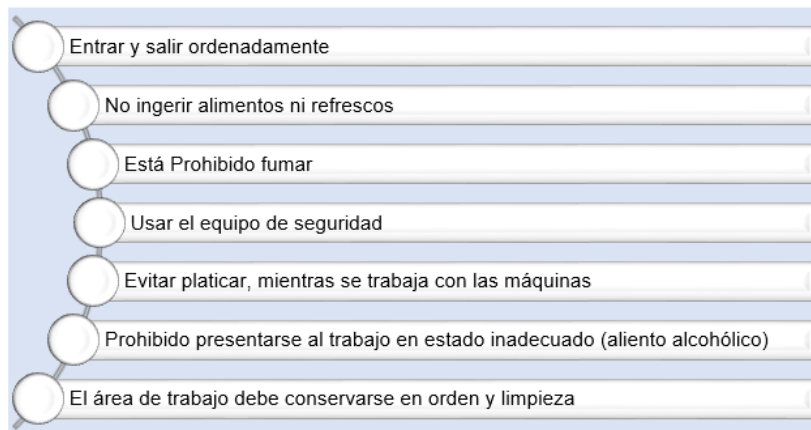 Entrar y salir ordenadamente
No ingerir alimentos ni refrescos
Está Prohibido fumar
Usar el equipo de seguridad
Evitar platicar, mientras se trabaja con las máquinas
Prohibido presentarse al trabajo en estado inadecuado (aliento alcohólico)
El área de trabajo debe conservarse en orden y limpieza